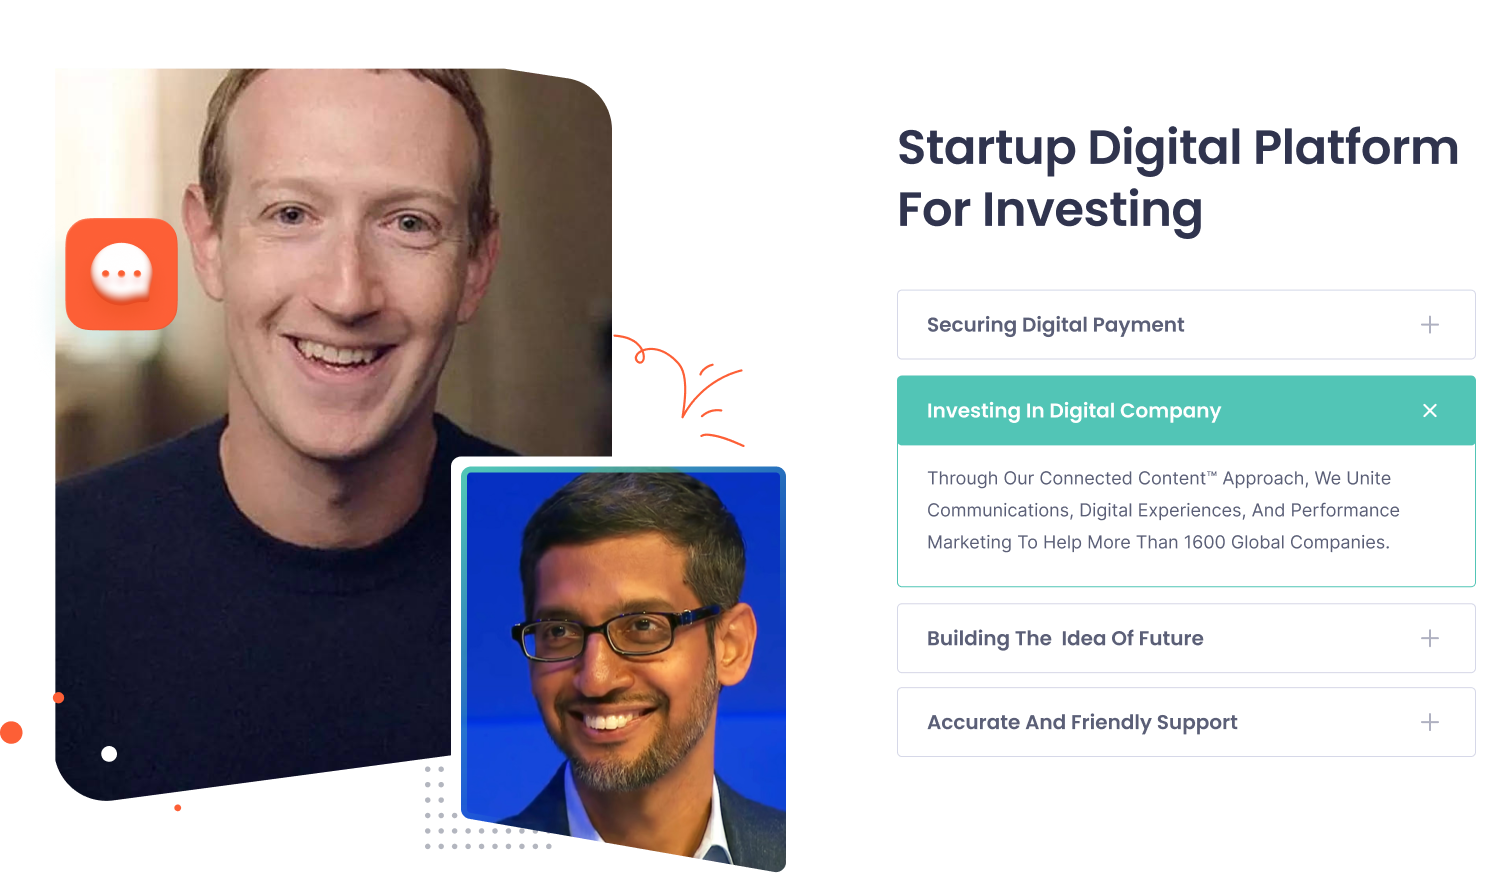 Startup Digital Platform
For Investing
Securing Digital Payment
Investing In Digital Company
Through Our Connected Content™ Approach, We Unite
Communications, Digital Experiences, And Performance
Marketing To Help More Than 1600 Global Companies.
Building The  Idea Of Future
Accurate And Friendly Support